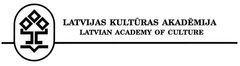 LATVIJAS KULTŪRAS AKADĒMIJA
LATVIAN ACADEMY OF CULTURE